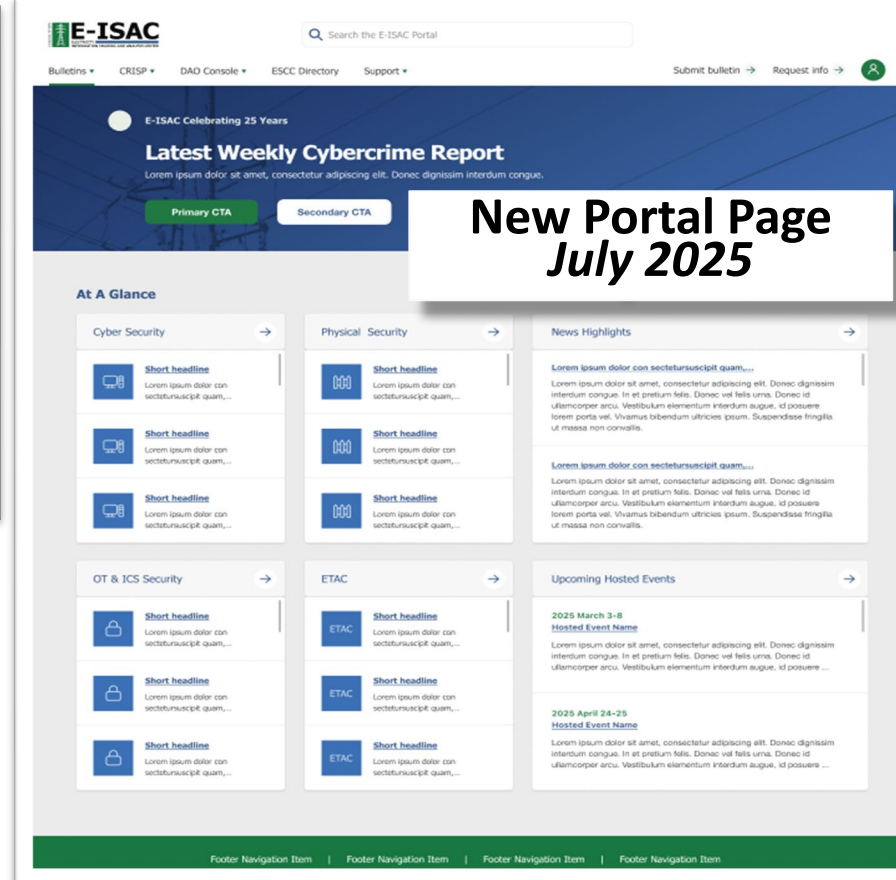 E-ISAC
Search the E-ISAC Portal
Bulletins
CRISP
DAO Console
ESCC Directory
Support
Submit bulletin
Request info
E-ISAC Celebrating 25 Years
Latest Weekly Cybercrime Report
Lorem ipsum dolor sit amet, consectetur adipiscing elit. Donec dignissim interdum congue.
Primary CTA
Secondary CTA
New Portal Page
July 2025
At A Glance
Cyber Security
Short headline
Lorem ipsum dolor con
sectetursuscipit quam,...
Short headline
Lorem ipsum dolor con
sectetursuscipit quam,...
Short headline
Lorem ipsum dolor con
sectetursuscipit quam,...
Physical Security
Short headline
Lorem ipsum dolor con
sectetursuscipit quam,...
Short headline
Lorem ipsum dolor con
sectetursuscipit quam,...
Short headline
Lorem ipsum dolor con
sectetursuscipit quam,...
News Highlights
Lorem ipsum dolor con sectetursuscipit quam,...
Lorem ipsum dolor sit amet, consectetur adipiscing elit. Donec dignissim
interdum congue. In et pretium felis. Donec vel felis urna. Donec id
ullamcorper arcu. Vestibulum elementum interdum augue, id posuere
lorem porta vel. Vivamus bibendum ultricies ipsum. Suspendisse fringilla
ut massa non convallis.
Lorem ipsum dolor con sectetursuscipit quam,...
Lorem ipsum dolor sit amet, consectetur adipiscing elit. Donec dignissim
interdum congue. In et pretium felis. Donec vel felis urna. Donec id
ullamcorper arcu. Vestibulum elementum interdum augue, id posuere
lorem porta vel. Vivamus bibendum ultricies ipsum. Suspendisse fringilla
ut massa non convallis.
OT & ICS Security
Short headline
Lorem ipsum dolor con
sectetursuscipit quam,...
Short headline
Lorem ipsum dolor con
sectetursuscipit quam,...
Short headline
Lorem ipsum dolor con
sectetursuscipit quam,...
ETAC
ETAC
Short headline
Lorem ipsum dolor con
sectetursuscipit quam,...
ETAC
Short headline
Lorem ipsum dolor con
sectetursuscipit quam,...
ETAC
Short headline
Lorem ipsum dolor con
sectetursuscipit quam,...
Upcoming Hosted Events
2025 March 3-8
Hosted Event Name
Lorem ipsum dolor sit amet, consectetur adipiscing elit. Donec dignissim
interdum congue. In et pretium felis. Donec vel felis urna. Donec id
ullamcorper arcu. Vestibulum elementum interdum augue, id posuere ...
2025 April 24-25
Hosted Event Name
Lorem ipsum dolor sit amet, consectetur adipiscing elit. Donec dignissim
interdum congue. In et pretium felis. Donec vel felis urna. Donec id
ullamcorper arcu. Vestibulum elementum interdum augue, id posuere ...
Footer Navigation Item | Footer Navigation Item | Footer Navigation Item | Footer Navigation Item